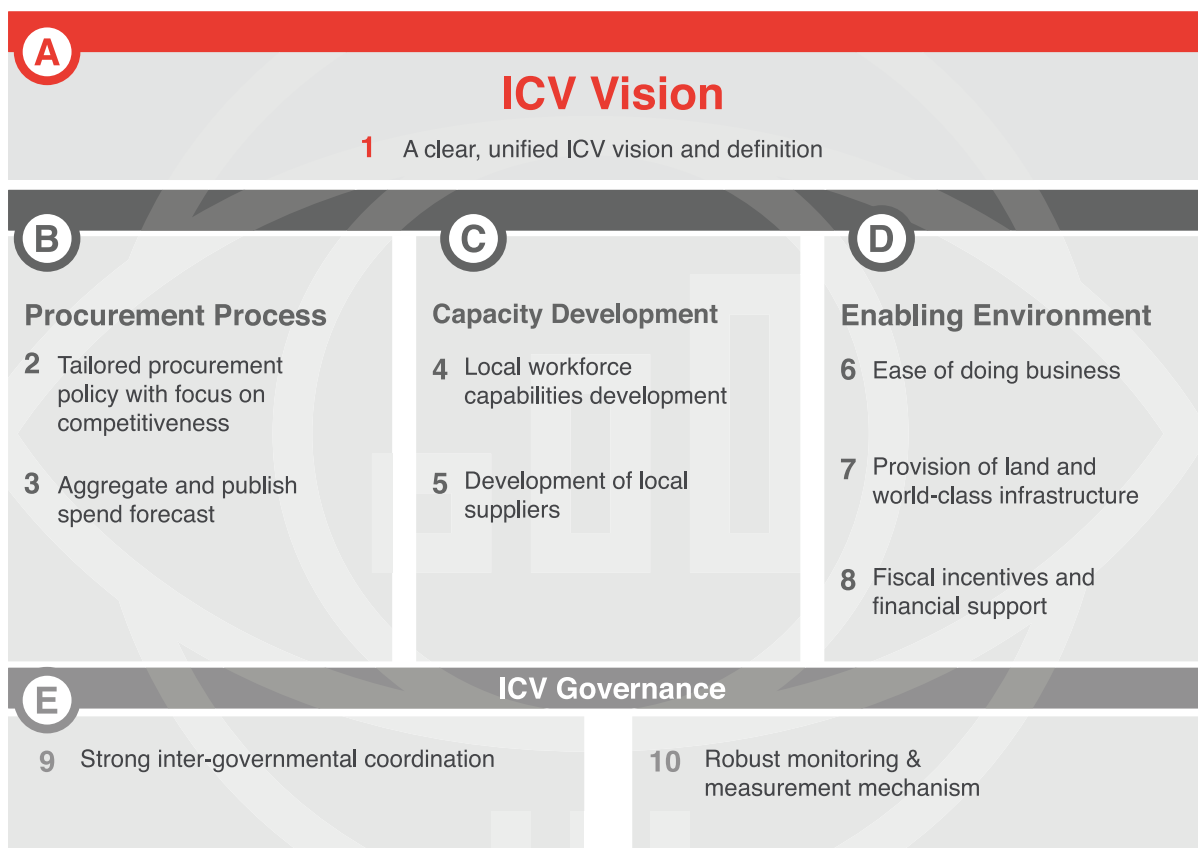 A
ICV Vision
1 A clear, unified ICV vision and definition
B
Procurement Process
2 Tailored procurement
policy with focus on
competitiveness
3 Aggregate and publish
spend forecast
C
Capacity Development
4 Local workforce
capabilities development
5 Development of local
suppliers
D
Enabling Environment
6 Ease of doing business
7 Provision of land and
world-class infrastructure
8 Fiscal incentives and
financial support
E
ICV Governance
9 Strong inter-governmental coordination
10 Robust monitoring &
measurement mechanism